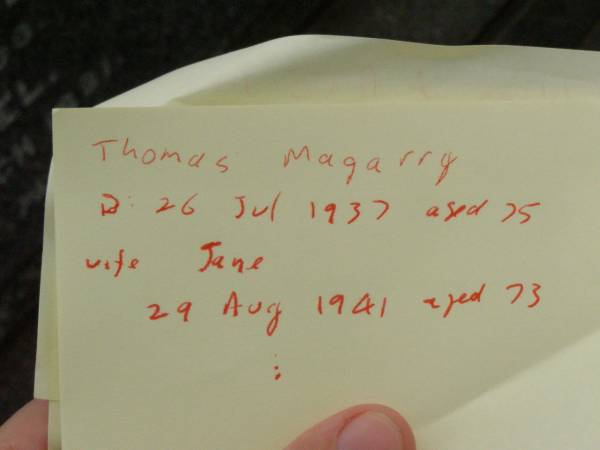 Thomas Magarry
D: 26 Jul 1937 aged 75
wife Jane
29 Aug 1941 aged 73
: